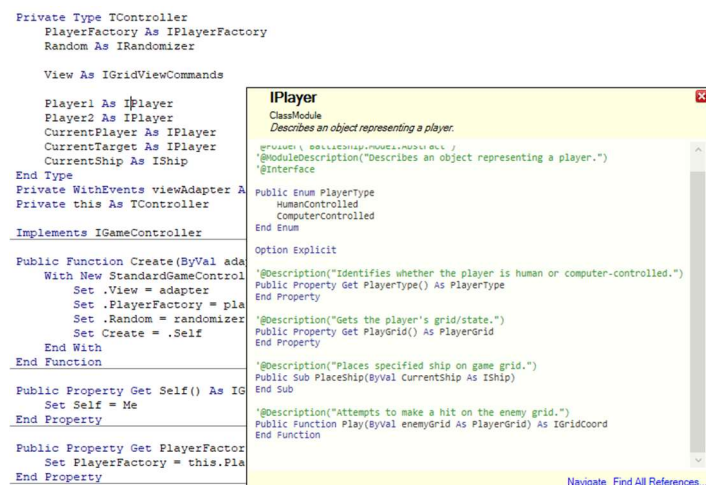 Private Type TController
    PlayerFactory As IPlayerFactory
    Random As IRandomizer
    View As IGridViewCommands
    Player1 As IPlayer
    Player2 As IPlayer
    CurrentPlayer As IPlayer
    CurrentTarget As IPlayer
    CurrentShip As IShip
End Type
Private WithEvents viewAdapter A
Private this As TController
Implements IGameController
Public Function Create(ByVal ada
    With New StandardGameControl
        Set .View = adapter
        Set .PlayerFactory = pla
        Set .Random = randomizer
        Set Create = .Self
    End With
End Function
Public Property Get Self() As IG
    Set Self = Me
End Property
Public Property Get PlayerFactor
    Set PlayerFactory = this.Pla
End Property
IPlayer
ClassModule
Describes an object representing a player.
'@Folder("Battleship.Model.Abstract")
'@ModuleDescription("Describes an object representing a player.")
'@Interface
Public Enum PlayerType
    HumanControlled
    ComputerControlled
End Enum
Option Explicit
'@Description("Identifies whether the player is human or computer-controlled.")
Public Property Get PlayerType() As PlayerType
End Property
'@Description("Gets the player's grid/state.")
Public Property Get PlayGrid() As PlayerGrid
End Property
'@Description("Places specified ship on game grid.")
Public Sub PlaceShip(ByVal CurrentShip As IShip)
End Sub
'@Description("Attempts to make a hit on the enemy grid.")
Public Function Play(ByVal enemyGrid As PlayerGrid) As IGridCoord
End Function
Navigate Find All References...